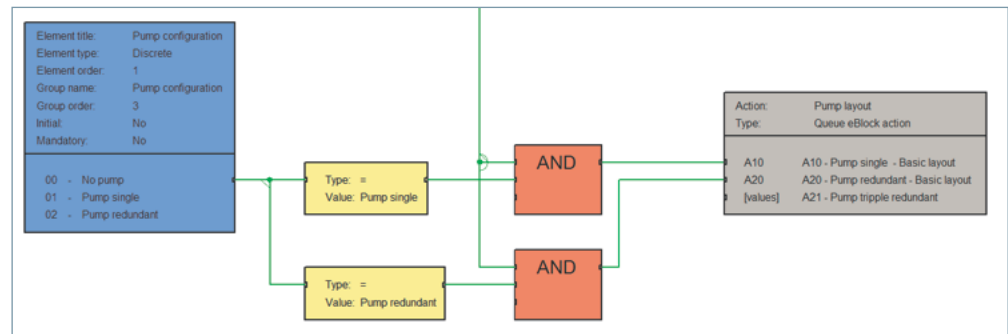 Element title: Pump configuration
Element type: Discrete
Element order: 1
Group name: Pump configuration
Group order: 3
Initial: No
Mandatory: No
00 - No pump
01 - Pump single
02 - Pump redundant
Type: =
Value: Pump single
Type: =
Value: Pump redundant
AND
AND
Action: Pump layout
Type: Queue eBlock action
A10 A10 - Pump single - Basic layout
A20 A20 - Pump redundant - Basic layout
[values] A21 - Pump tripple redundant